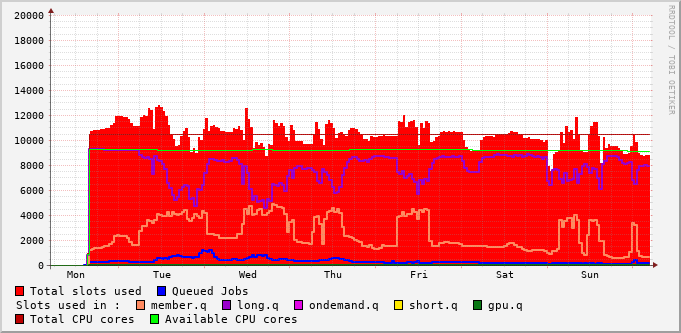 20000
18000
16000
14000
12000
10000
8000
6000
4000
2000
0
Mon Tue Wed Thu Fri Sat Sun
Total slots used Queued Jobs
Slots used in : member.q long.q ondemand.q short.q gpu.q
Total CPU cores Available CPU cores
RRDTOOL / TOBI OETIKER